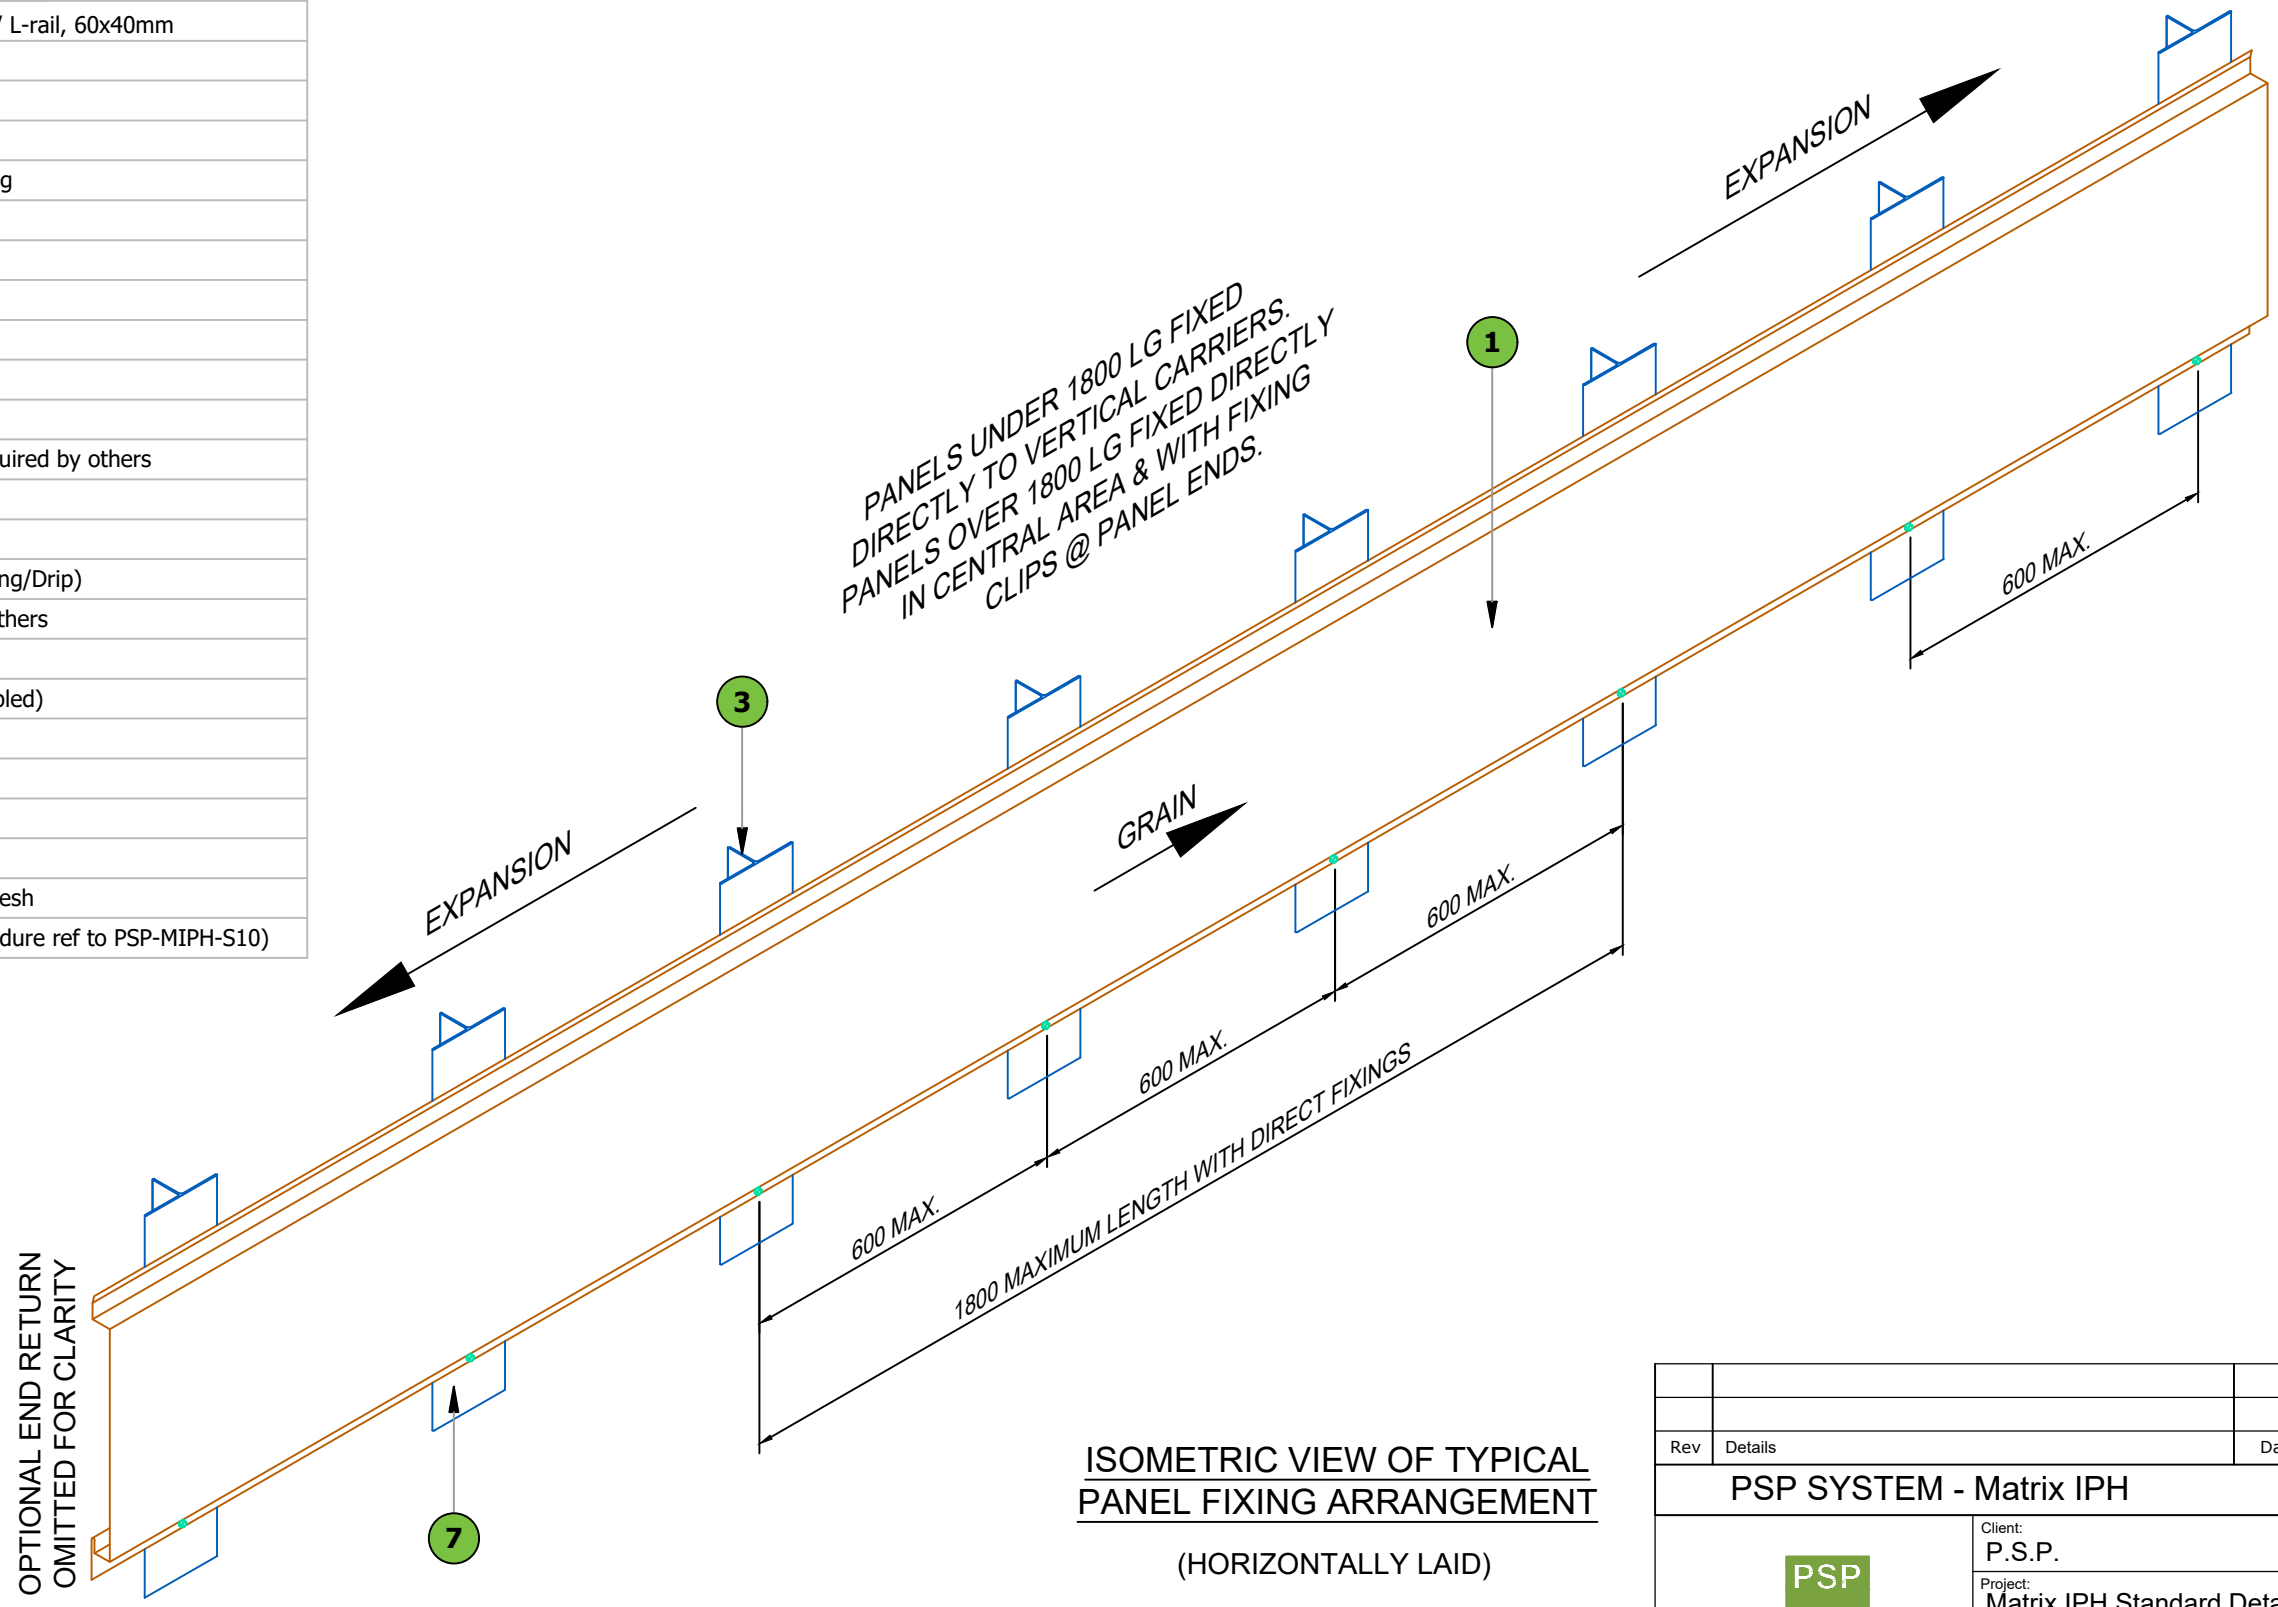 / L-rail, 60x40mm
g
uired by others
ng/Drip)
thers
bled)
esh
dure ref to PSP-MIPH-S10)
EXPANSION
PANELS UNDER 1800 LG FIXED
DIRECTLY TO VERTICAL CARRIERS.
PANELS OVER 1800 LG FIXED DIRECTLY
IN CENTRAL AREA & WITH FIXING
CLIPS @ PANEL ENDS.
1
3
600 MAX.
GRAIN
EXPANSION
600 MAX.
600 MAX.
600 MAX.
1800 MAXIMUM LENGTH WITH DIRECT FIXINGS
OPTIONAL END RETURN
OMITTED FOR CLARITY
7
ISOMETRIC VIEW OF TYPICAL
PANEL FIXING ARRANGEMENT
(HORIZONTALLY LAID)
Rev Details Da
PSP SYSTEM - Matrix IPH
Client:
P.S.P.
PSP
Project:
Matrix IPH Standard Deta